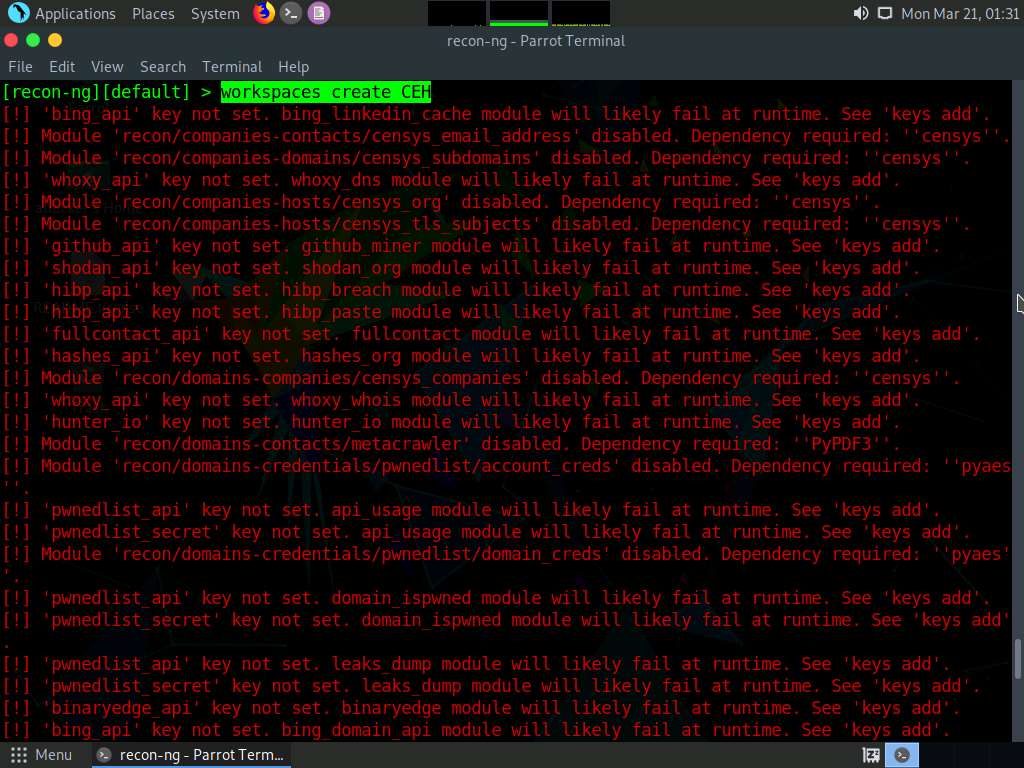 Applications Places System Mon Mar 21, 01:31
recon-ng - Parrot Terminal
File Edit View Search Terminal Help
[recon-ng][default] > workspaces create CEH
[!] 'bing_api' key not set. bing_linkedin_cache module will likely fail at runtime. See 'keys add'.
[!] Module 'recon/companies-contacts/censys_email_address' disabled. Dependency required: ''censys''.
[!] Module 'recon/companies-domains/censys_subdomains' disabled. Dependency required: ''censys''.
[!] 'whoxy_api' key not set. whoxy_dns module will likely fail at runtime. See 'keys add'.
[!] Module 'recon/companies-hosts/censys_org' disabled. Dependency required: ''censys''.
[!] Module 'recon/companies-hosts/censys_tls_subjects' disabled. Dependency required: ''censys''.
[!] 'github_api' key not set. github_miner module will likely fail at runtime. See 'keys add'.
[!] 'shodan_api' key not set. shodan_org module will likely fail at runtime. See 'keys add'.
[!] 'hibp_api' key not set. hibp_breach module will likely fail at runtime. See 'keys add'.
[!] 'hibp_api' key not set. hibp_paste module will likely fail at runtime. See 'keys add'.
[!] 'fullcontact_api' key not set. fullcontact module will likely fail at runtime. See 'keys add'.
[!] 'hashes_api' key not set. hashes_org module will likely fail at runtime. See 'keys add'.
[!] Module 'recon/domains-companies/censys_companies' disabled. Dependency required: ''censys''.
[!] 'whoxy_api' key not set. whoxy_whois module will likely fail at runtime. See 'keys add'.
[!] 'hunter_io' key not set. hunter_io module will likely fail at runtime. See 'keys add'.
[!] Module 'recon/domains-contacts/metacrawler' disabled. Dependency required: ''PyPDF3''.
[!] Module 'recon/domains-credentials/pwnedlist/account_creds' disabled. Dependency required: ''pyaes
''.
[!] 'pwnedlist_api' key not set. api_usage module will likely fail at runtime. See 'keys add'.
[!] 'pwnedlist_secret' key not set. api_usage module will likely fail at runtime. See 'keys add'.
[!] Module 'recon/domains-credentials/pwnedlist/domain_creds' disabled. Dependency required: ''pyaes'
'.
[!] 'pwnedlist_api' key not set. domain_ispwned module will likely fail at runtime. See 'keys add'.
[!] 'pwnedlist_secret' key not set. domain_ispwned module will likely fail at runtime. See 'keys add'
.
[!] 'pwnedlist_api' key not set. leaks_dump module will likely fail at runtime. See 'keys add'.
[!] 'pwnedlist_secret' key not set. leaks_dump module will likely fail at runtime. See 'keys add'.
[!] 'binaryedge_api' key not set. binaryedge module will likely fail at runtime. See 'keys add'.
[!] 'bing_api' key not set. bing_domain_api module will likely fail at runtime. See 'keys add'.
Menu recon-ng - Parrot Term...